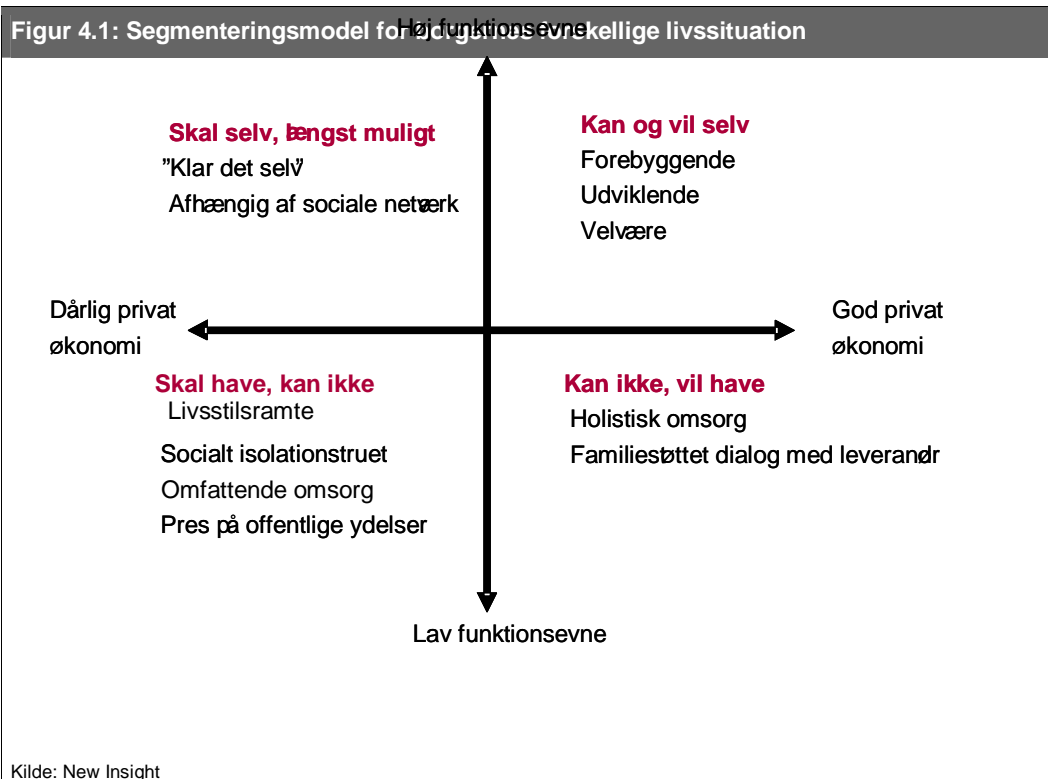 Figur 4.1: Segmenteringsmodel for borgernes forskellige livssituation
Høj funktionsevne
Skal selv, længst muligt
”Klar det selv”
Afhængig af sociale netværk
Kan og vil selv
Forebyggende
Udviklende
Velvære
Dårlig privat
økonomi
God privat
økonomi
Skal have, kan ikke
Livsstilsramte
Socialt isolationstruet
Omfattende omsorg
Pres på offentlige ydelser
Kan ikke, vil have
Holistisk omsorg
Familiestøttet dialog med leverandør
Lav funktionsevne
Kilde: New Insight